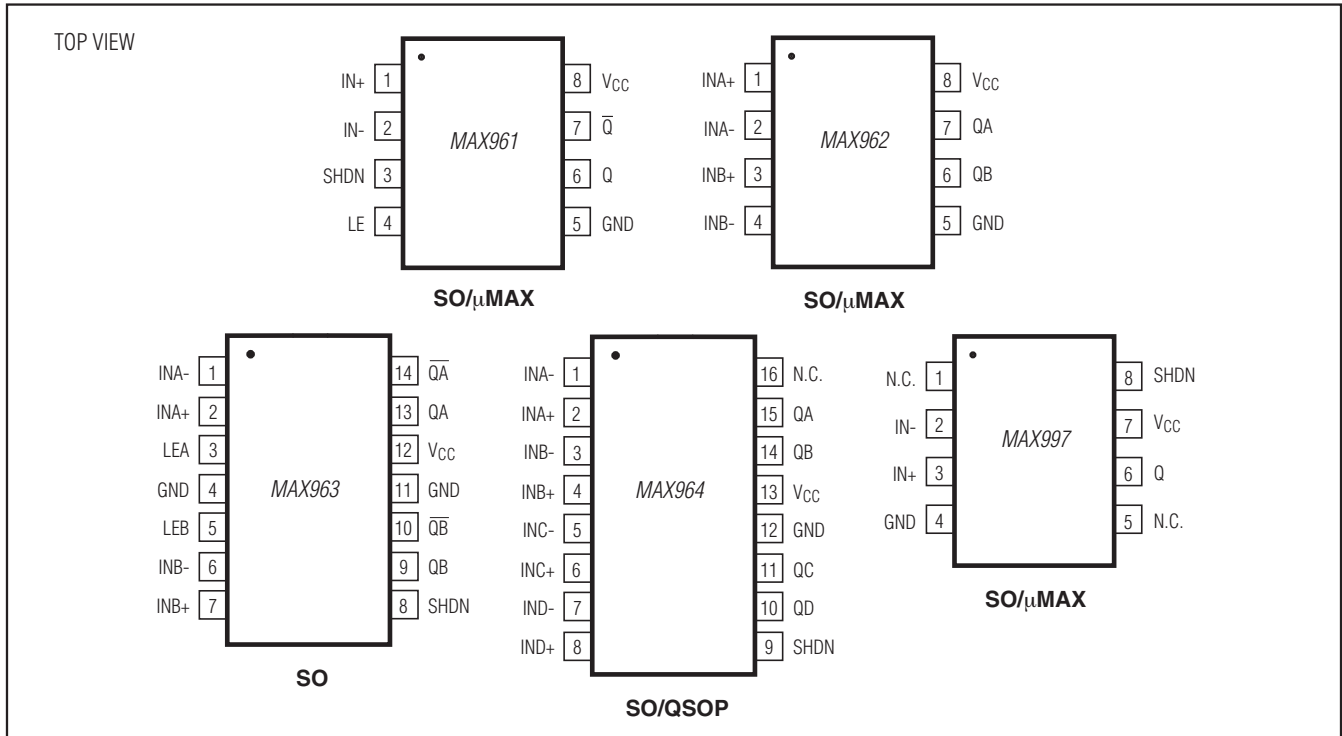 TOP VIEW
IN+ 1
IN- 2
SHDN 3
LE 4
MAX961
8 VCC
7 Q̅
6 Q
5 GND
SO/μMAX
INA+ 1
INA- 2
INB+ 3
INB- 4
MAX962
8 VCC
7 QA
6 QB
5 GND
SO/μMAX
INA- 1
INA+ 2
LEA 3
GND 4
LEB 5
INB- 6
INB+ 7
MAX963
14 Q̅A̅
13 QA
12 VCC
11 GND
10 Q̅B̅
9 QB
8 SHDN
SO
INA- 1
INA+ 2
INB- 3
INB+ 4
INC- 5
INC+ 6
IND- 7
IND+ 8
MAX964
16 N.C.
15 QA
14 QB
13 VCC
12 GND
11 QC
10 QD
9 SHDN
SO/QSOP
N.C. 1
IN- 2
IN+ 3
GND 4
MAX997
8 SHDN
7 VCC
6 Q
5 N.C.
SO/μMAX